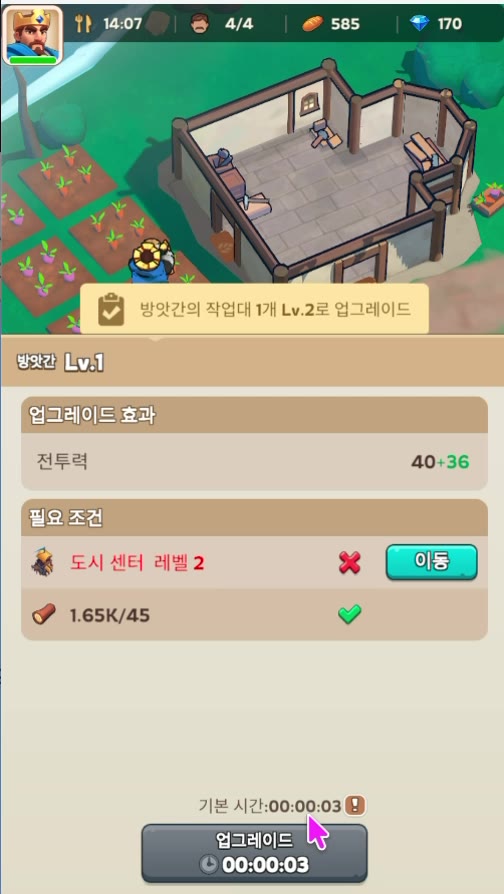 14:07 4/4 585 170
방앗간의 작업대 1개 Lv.2로 업그레이드
방앗간 Lv.1
업그레이드 효과
전투력 40+36
필요 조건
도시 센터 레벨 2 이동
1.65K/45
기본 시간:00:00:03 !
업그레이드
00:00:03